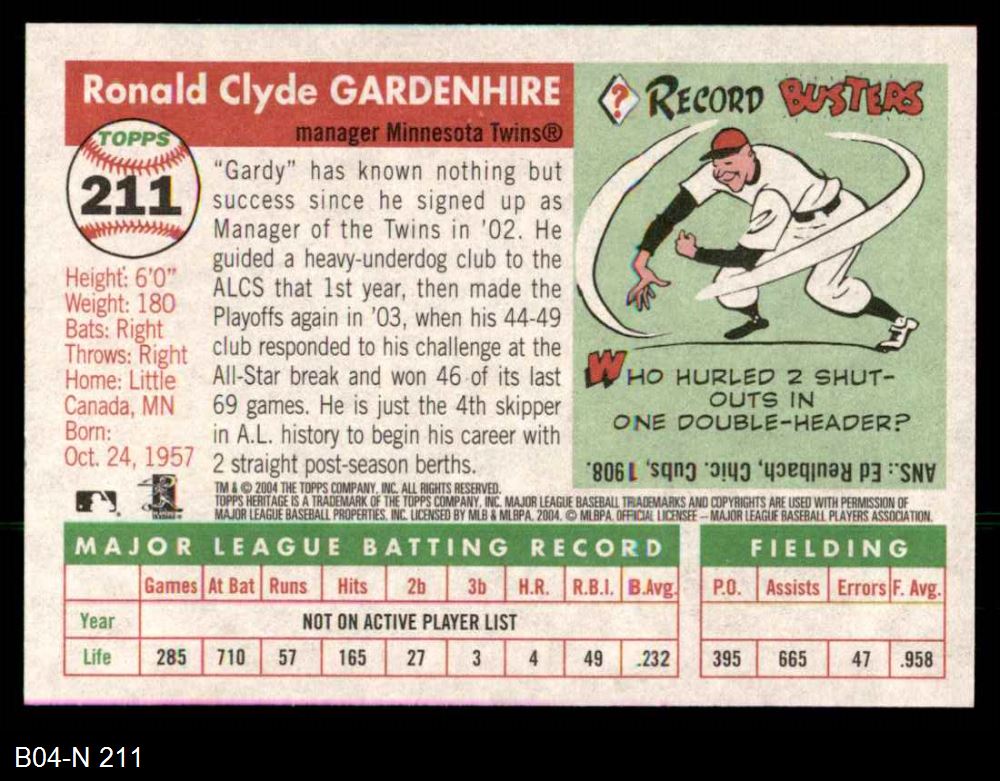 Ronald Clyde GARDENHIRE
manager Minnesota Twins®
TOPPS
211
Height: 6'0"
Weight: 180
Bats: Right
Throws: Right
Home: Little
Canada, MN
Born:
Oct. 24, 1957
"Gardy" has known nothing but
success since he signed up as
Manager of the Twins in '02. He
guided a heavy-underdog club to the
ALCS that 1st year, then made the
Playoffs again in '03, when his 44-49
club responded to his challenge at the
All-Star break and won 46 of its last
69 games. He is just the 4th skipper
in A.L. history to begin his career with
2 straight post-season berths.
? RECORD BUSTERS
WHO HURLED 2 SHUT-
OUTS IN
ONE DOUBLE-HEADER?
ANS.: Ed Reulbach, Chic. Cubs, 1908.
TM & © 2004 THE TOPPS COMPANY, INC. ALL RIGHTS RESERVED.
TOPPS HERITAGE IS A TRADEMARK OF THE TOPPS COMPANY, INC. MAJOR LEAGUE BASEBALL TRADEMARKS AND COPYRIGHTS ARE USED WITH PERMISSION OF
MAJOR LEAGUE BASEBALL PROPERTIES, INC. LICENSED BY MLB & MLBPA, 2004. © MLBPA. OFFICIAL LICENSEE – MAJOR LEAGUE BASEBALL PLAYERS ASSOCIATION.
MAJOR LEAGUE BATTING RECORD FIELDING
Games At Bat Runs Hits 2b 3b H.R. R.B.I. B.Avg. P.O. Assists Errors F. Avg.
Year NOT ON ACTIVE PLAYER LIST
Life 285 710 57 165 27 3 4 49 .232 395 665 47 .958
B04-N 211